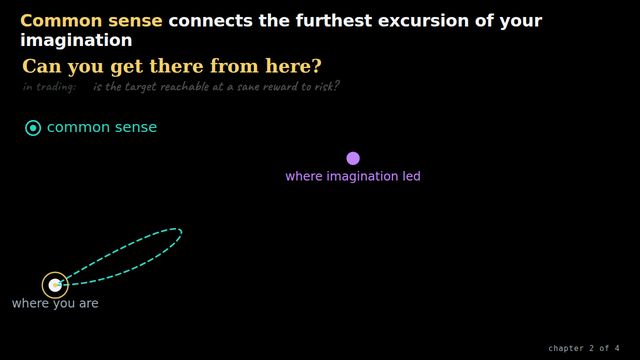 Common sense connects the furthest excursion of your
imagination
Can you get there from here?
in trading: is the target reachable at a sane reward to risk?
common sense
where imagination led
where you are
chapter 2 of 4